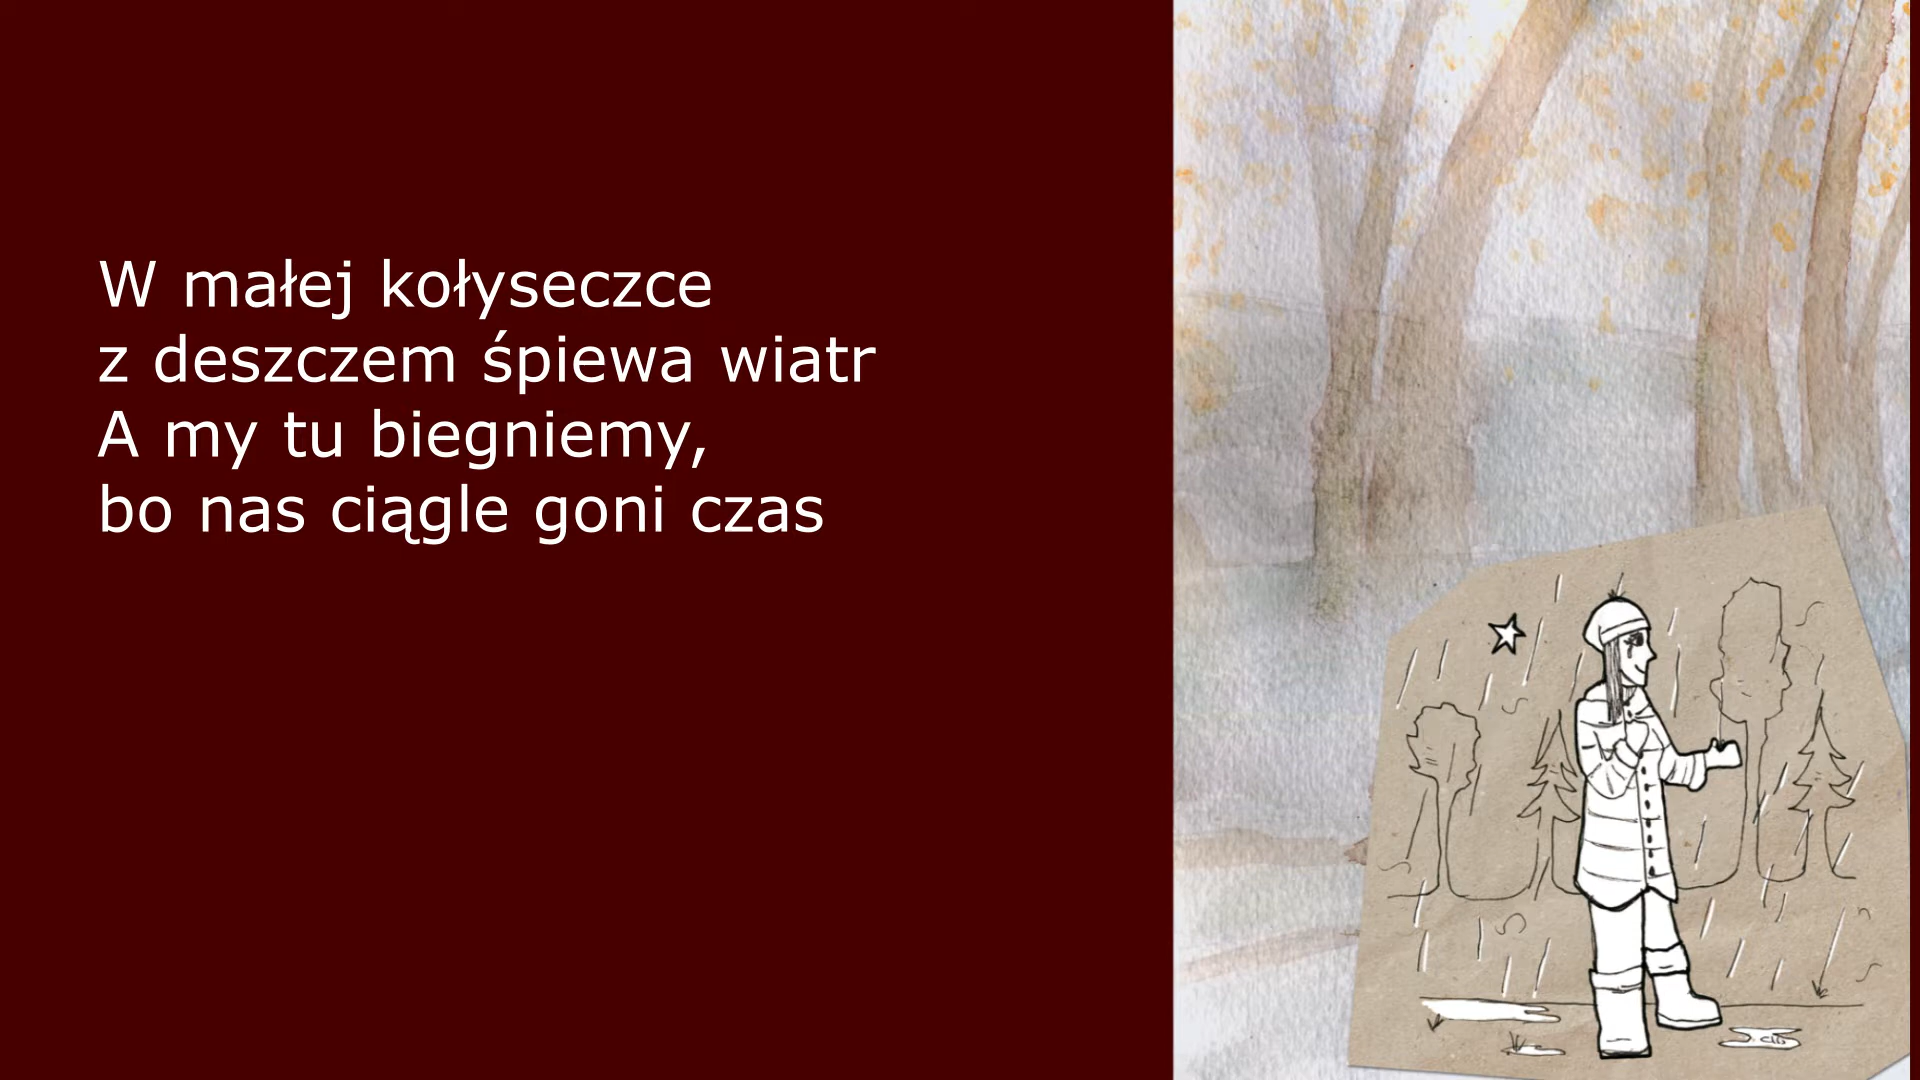 W małej kołyseczce
z deszczem śpiewa wiatr
A my tu biegniemy,
bo nas ciągle goni czas